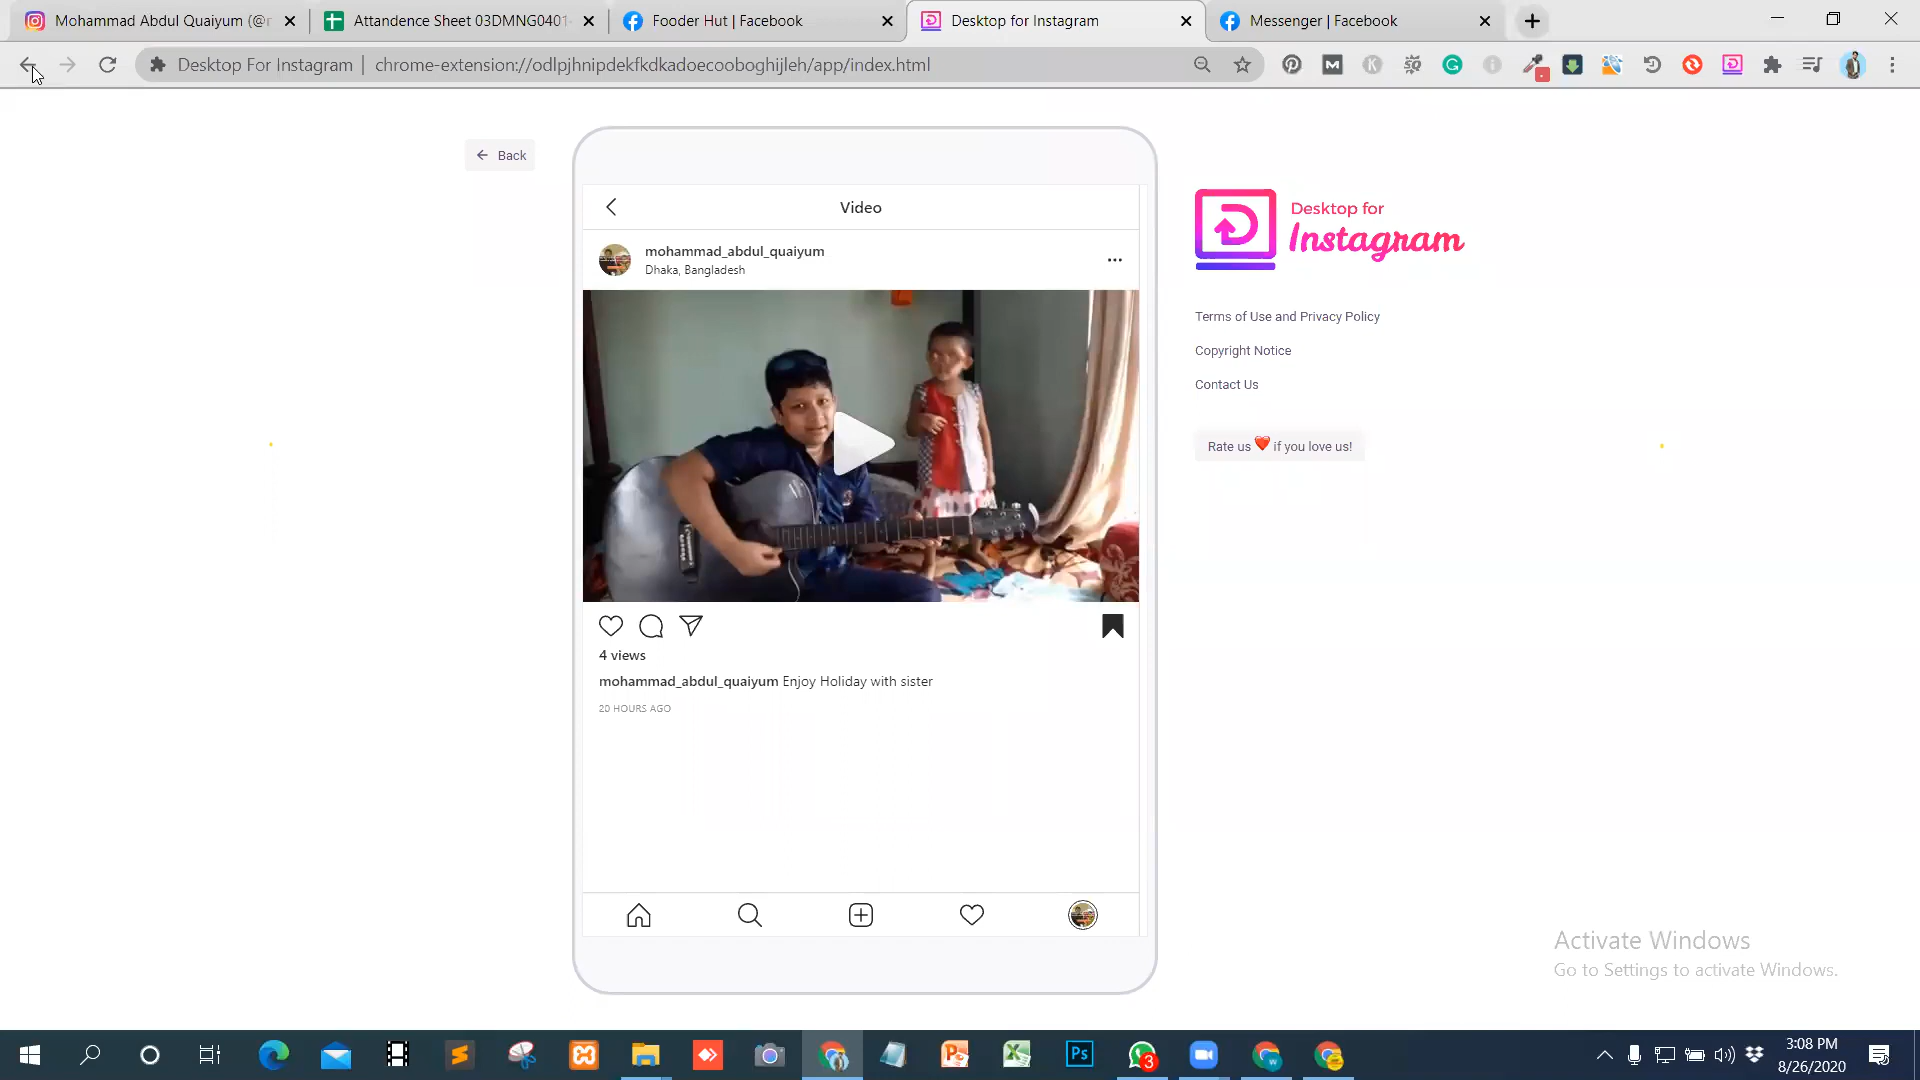 Mohammad Abdul Quaiyum (@r
Attandence Sheet 03DMNG0401-
Fooder Hut | Facebook
Desktop for Instagram
Messenger | Facebook
Desktop For Instagram | chrome-extension://odlpjhnipdekfkdkadoecooboghijleh/app/index.html
Back
Video
mohammad_abdul_quaiyum
Dhaka, Bangladesh
4 views
mohammad_abdul_quaiyum Enjoy Holiday with sister
20 HOURS AGO
Desktop for
Instagram
Terms of Use and Privacy Policy
Copyright Notice
Contact Us
Rate us ❤️ if you love us!
Activate Windows
Go to Settings to activate Windows.
Ps
3
3:08 PM
8/26/2020